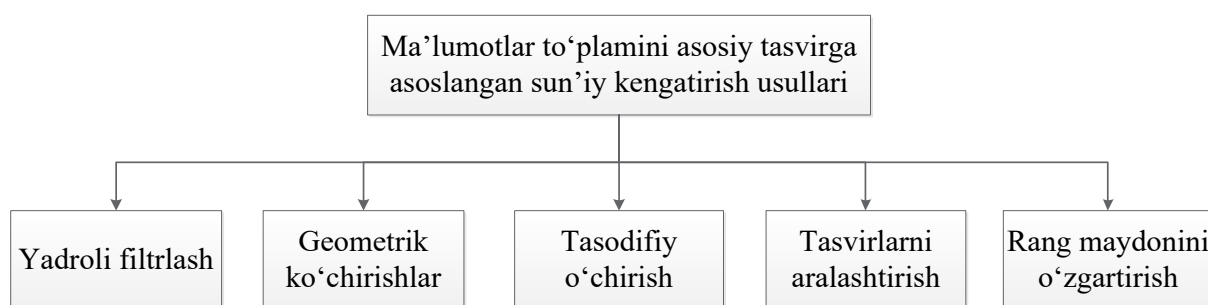 Ma’lumotlar to‘plamini asosiy tasvirga
asoslangan sun’iy kengatirish usullari
Yadroli filtrlash
Geometrik
ko‘chirishlar
Tasodifiy
o‘chirish
Tasvirlarni
aralashtirish
Rang maydonini
o‘zgartirish